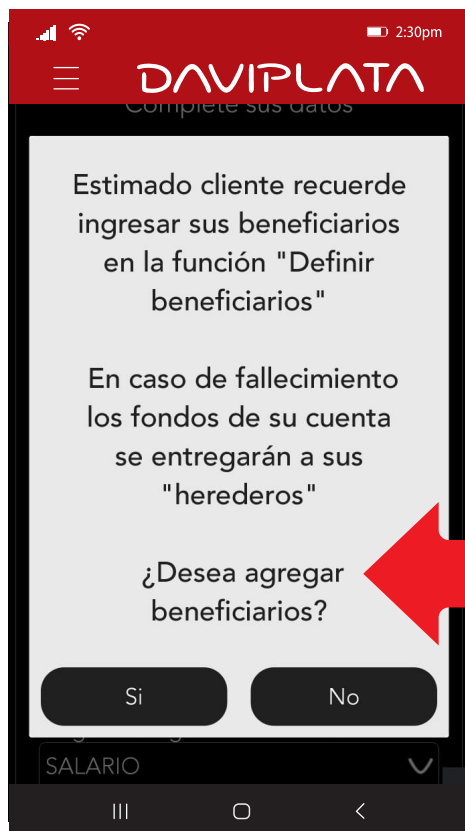 2:30pm
DAVIPLATA
Complete sus datos
Estimado cliente recuerde
ingresar sus beneficiarios
en la función "Definir
beneficiarios"
En caso de fallecimiento
los fondos de su cuenta
se entregarán a sus
"herederos"
¿Desea agregar
beneficiarios?
Si
No
SALARIO